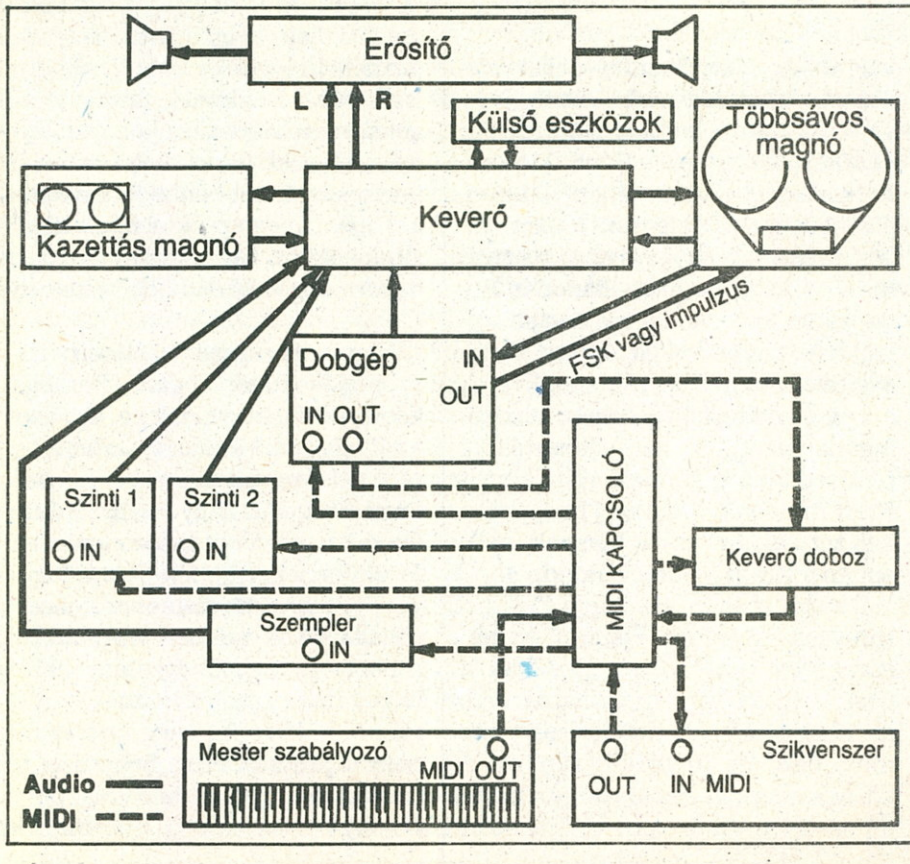 Erősítő
L R
Külső eszközök
Többsávos
magnó
Kazettás magnó
Keverő
FSK vagy impulzus
Dobgép
IN
OUT
IN OUT
MIDI KAPCSOLÓ
Szinti 1
IN
Szinti 2
IN
Keverő doboz
Szempler
IN
Mester szabályozó
MIDI OUT
Szikvenszer
OUT IN MIDI
Audio
MIDI